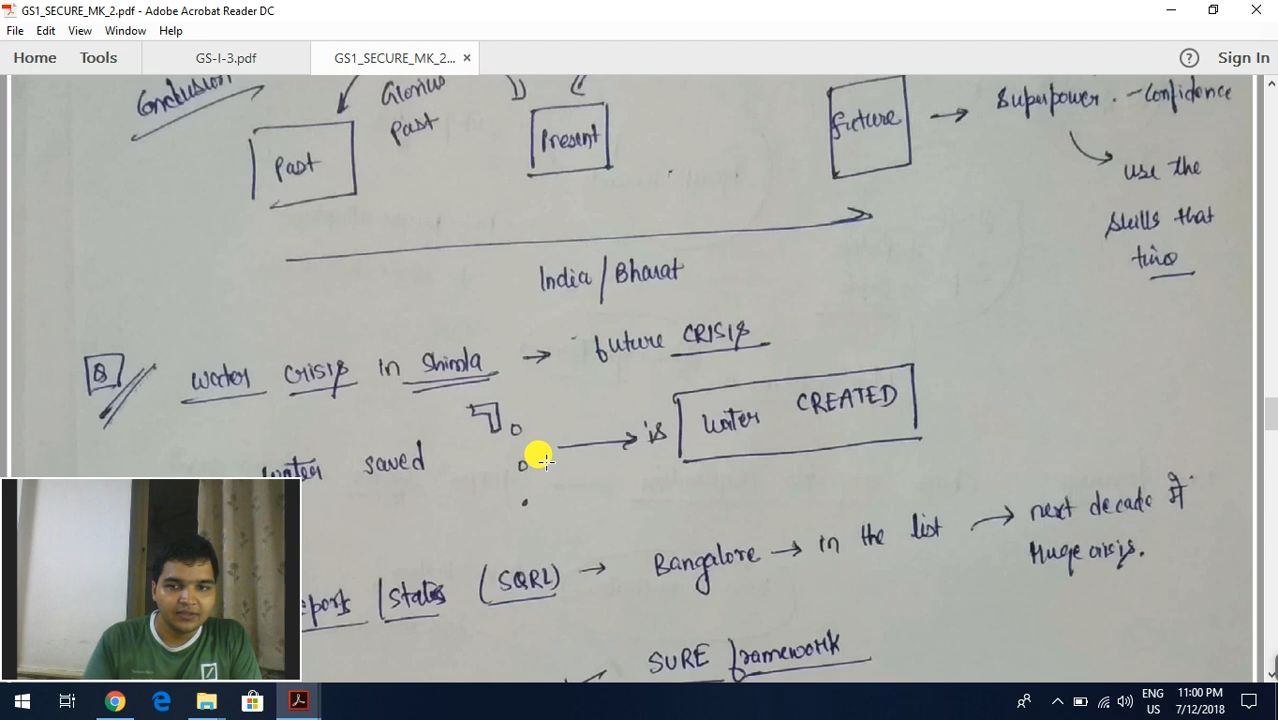 GS1_SECURE_MK_2.pdf - Adobe Acrobat Reader DC
File Edit View Window Help
Home Tools GS-I-3.pdf GS1_SECURE_MK_2... × ? Sign In
Conclusion
Glorius
past
Past
Present
future
Superpower. - Confidence
use the
skills that
India/Bharat
Q water crisis in Shimla → future CRISIS
water saved → is water CREATED
States (SQRL) → Bangalore → in the list → next decade में
Huge crisis.
SURE framework
ENG
US
11:00 PM
7/12/2018